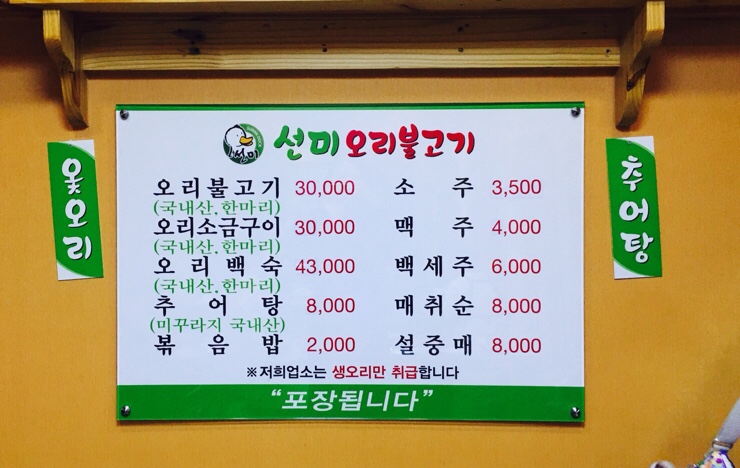 선미
선미오리불고기
옻오리
추어탕
오리불고기 30,000 소 주 3,500
(국내산.한마리)
오리소금구이 30,000 맥 주 4,000
(국내산.한마리)
오리백숙 43,000 백세주 6,000
(국내산.한마리)
추어탕 8,000 매취순 8,000
(미꾸라지 국내산)
볶음밥 2,000 설중매 8,000
※저희업소는 생오리만 취급합니다
“포장됩니다”